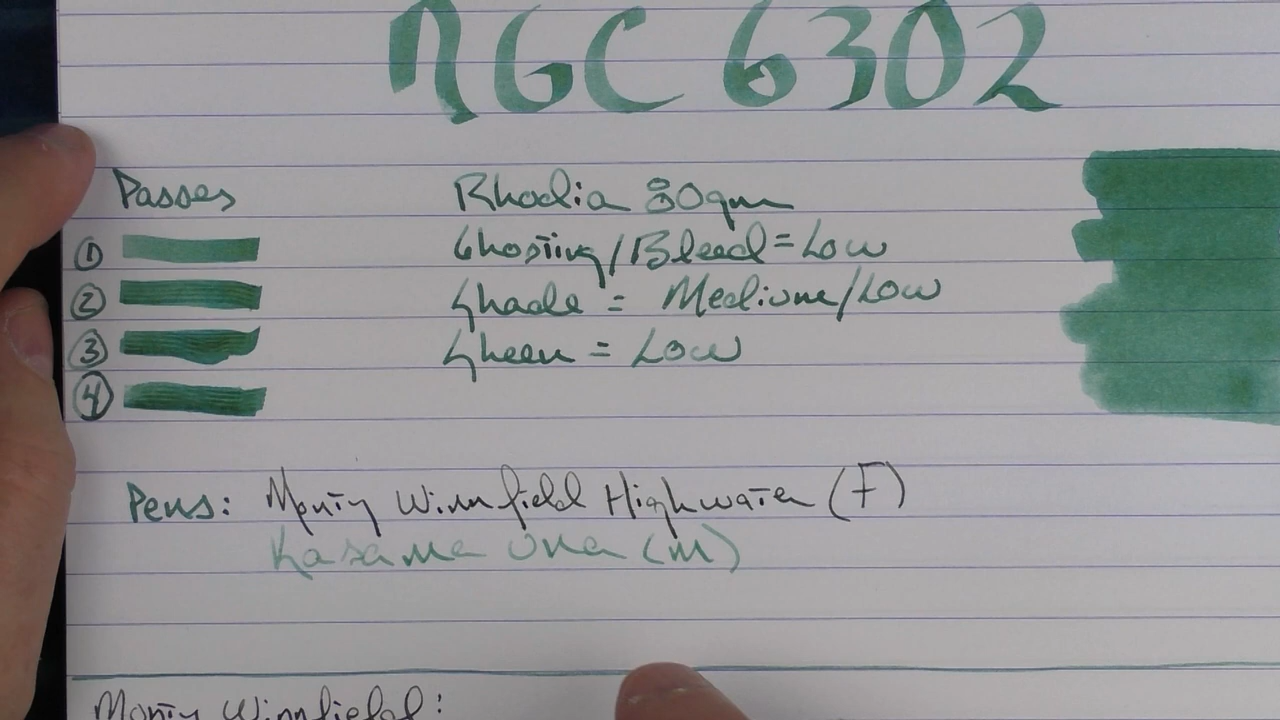 NGC 6302
Passes
Rhodia 80gm
① Ghosting/Bleed = Low
② Shade = Medium/Low
③ Sheen = Low
④
Pens: Monty Winnfield Highwater (F)
Kasama Una (M)
Monty Winnfield: